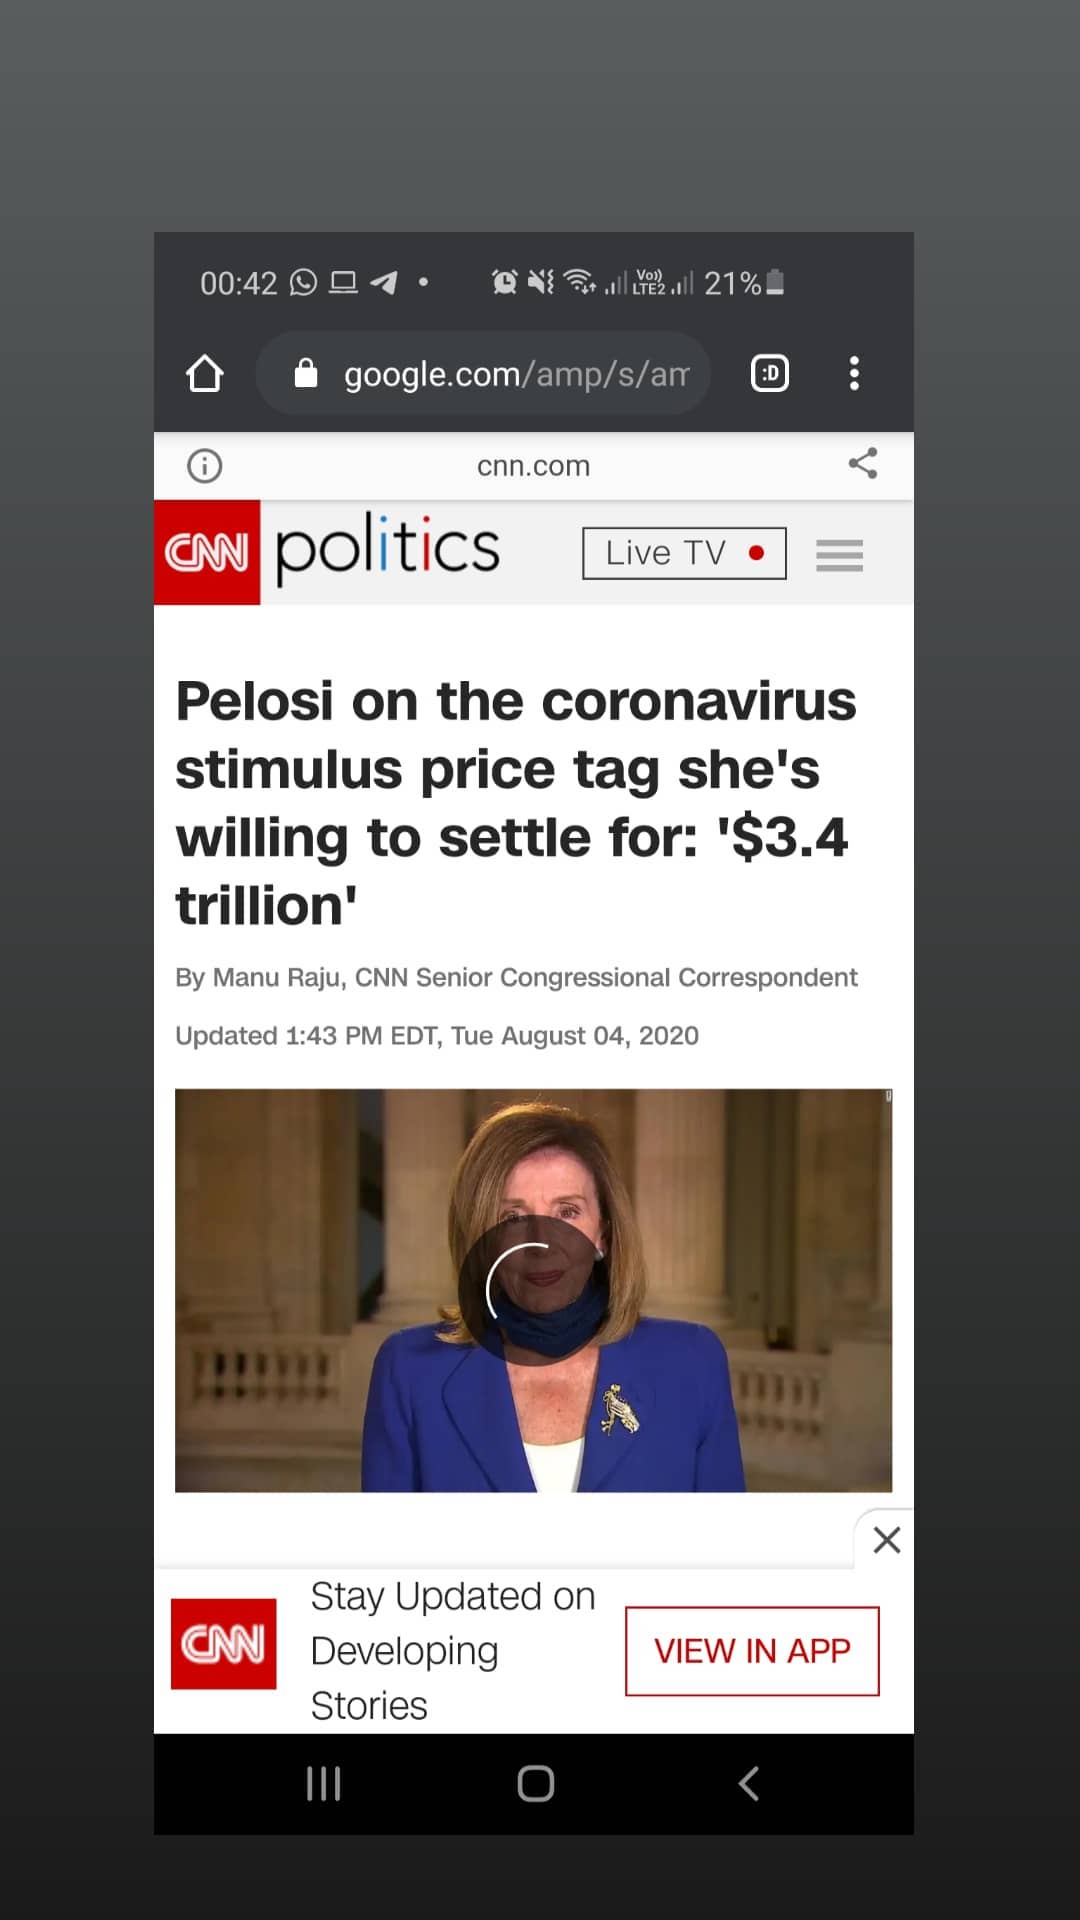 00:42 Vo)) LTE2 21%
google.com/amp/s/am :D
cnn.com
CNN politics Live TV
Pelosi on the coronavirus
stimulus price tag she's
willing to settle for: '$3.4
trillion'
By Manu Raju, CNN Senior Congressional Correspondent
Updated 1:43 PM EDT, Tue August 04, 2020
Stay Updated on
CNN Developing VIEW IN APP
Stories